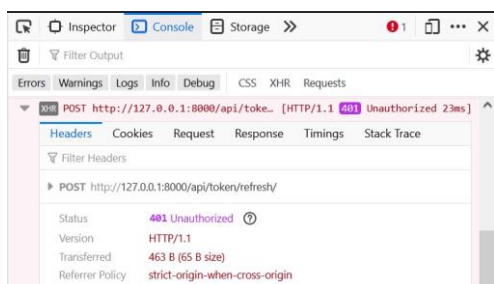 Inspector Console Storage 1
Filter Output
Errors Warnings Logs Info Debug CSS XHR Requests
XHR POST http://127.0.0.1:8000/api/toke… [HTTP/1.1 401 Unauthorized 23ms]
Headers Cookies Request Response Timings Stack Trace
Filter Headers
POST http://127.0.0.1:8000/api/token/refresh/
Status 401 Unauthorized ?
Version HTTP/1.1
Transferred 463 B (65 B size)
Referrer Policy strict-origin-when-cross-origin